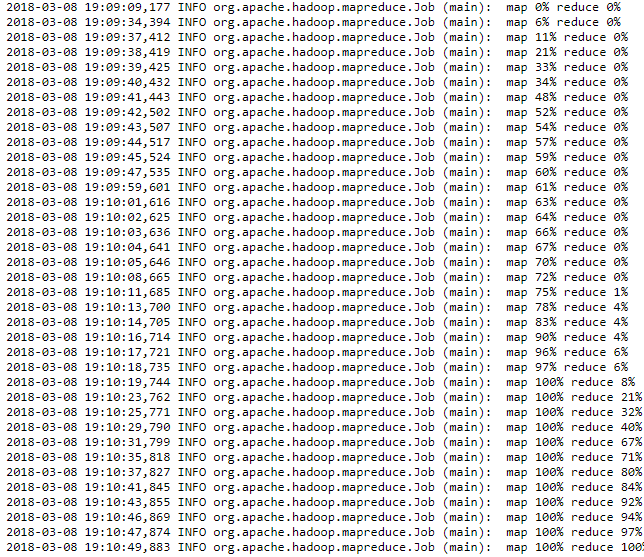 2018-03-08 19:09:09,177 INFO org.apache.hadoop.mapreduce.Job (main):  map 0% reduce 0%
2018-03-08 19:09:34,394 INFO org.apache.hadoop.mapreduce.Job (main):  map 6% reduce 0%
2018-03-08 19:09:37,412 INFO org.apache.hadoop.mapreduce.Job (main):  map 11% reduce 0%
2018-03-08 19:09:38,419 INFO org.apache.hadoop.mapreduce.Job (main):  map 21% reduce 0%
2018-03-08 19:09:39,425 INFO org.apache.hadoop.mapreduce.Job (main):  map 33% reduce 0%
2018-03-08 19:09:40,432 INFO org.apache.hadoop.mapreduce.Job (main):  map 34% reduce 0%
2018-03-08 19:09:41,443 INFO org.apache.hadoop.mapreduce.Job (main):  map 48% reduce 0%
2018-03-08 19:09:42,502 INFO org.apache.hadoop.mapreduce.Job (main):  map 52% reduce 0%
2018-03-08 19:09:43,507 INFO org.apache.hadoop.mapreduce.Job (main):  map 54% reduce 0%
2018-03-08 19:09:44,517 INFO org.apache.hadoop.mapreduce.Job (main):  map 57% reduce 0%
2018-03-08 19:09:45,524 INFO org.apache.hadoop.mapreduce.Job (main):  map 59% reduce 0%
2018-03-08 19:09:47,535 INFO org.apache.hadoop.mapreduce.Job (main):  map 60% reduce 0%
2018-03-08 19:09:59,601 INFO org.apache.hadoop.mapreduce.Job (main):  map 61% reduce 0%
2018-03-08 19:10:01,616 INFO org.apache.hadoop.mapreduce.Job (main):  map 63% reduce 0%
2018-03-08 19:10:02,625 INFO org.apache.hadoop.mapreduce.Job (main):  map 64% reduce 0%
2018-03-08 19:10:03,636 INFO org.apache.hadoop.mapreduce.Job (main):  map 66% reduce 0%
2018-03-08 19:10:04,641 INFO org.apache.hadoop.mapreduce.Job (main):  map 67% reduce 0%
2018-03-08 19:10:05,646 INFO org.apache.hadoop.mapreduce.Job (main):  map 70% reduce 0%
2018-03-08 19:10:08,665 INFO org.apache.hadoop.mapreduce.Job (main):  map 72% reduce 0%
2018-03-08 19:10:11,685 INFO org.apache.hadoop.mapreduce.Job (main):  map 75% reduce 1%
2018-03-08 19:10:13,700 INFO org.apache.hadoop.mapreduce.Job (main):  map 78% reduce 4%
2018-03-08 19:10:14,705 INFO org.apache.hadoop.mapreduce.Job (main):  map 83% reduce 4%
2018-03-08 19:10:16,714 INFO org.apache.hadoop.mapreduce.Job (main):  map 90% reduce 4%
2018-03-08 19:10:17,721 INFO org.apache.hadoop.mapreduce.Job (main):  map 96% reduce 6%
2018-03-08 19:10:18,735 INFO org.apache.hadoop.mapreduce.Job (main):  map 97% reduce 6%
2018-03-08 19:10:19,744 INFO org.apache.hadoop.mapreduce.Job (main):  map 100% reduce 8%
2018-03-08 19:10:23,762 INFO org.apache.hadoop.mapreduce.Job (main):  map 100% reduce 21%
2018-03-08 19:10:25,771 INFO org.apache.hadoop.mapreduce.Job (main):  map 100% reduce 32%
2018-03-08 19:10:29,790 INFO org.apache.hadoop.mapreduce.Job (main):  map 100% reduce 40%
2018-03-08 19:10:31,799 INFO org.apache.hadoop.mapreduce.Job (main):  map 100% reduce 67%
2018-03-08 19:10:35,818 INFO org.apache.hadoop.mapreduce.Job (main):  map 100% reduce 71%
2018-03-08 19:10:37,827 INFO org.apache.hadoop.mapreduce.Job (main):  map 100% reduce 80%
2018-03-08 19:10:41,845 INFO org.apache.hadoop.mapreduce.Job (main):  map 100% reduce 84%
2018-03-08 19:10:43,855 INFO org.apache.hadoop.mapreduce.Job (main):  map 100% reduce 92%
2018-03-08 19:10:46,869 INFO org.apache.hadoop.mapreduce.Job (main):  map 100% reduce 94%
2018-03-08 19:10:47,874 INFO org.apache.hadoop.mapreduce.Job (main):  map 100% reduce 97%
2018-03-08 19:10:49,883 INFO org.apache.hadoop.mapreduce.Job (main):  map 100% reduce